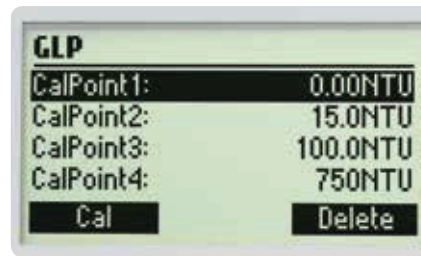 GLP
CalPoint1: 0.00NTU
CalPoint2: 15.0NTU
CalPoint3: 100.0NTU
CalPoint4: 750NTU
Cal Delete